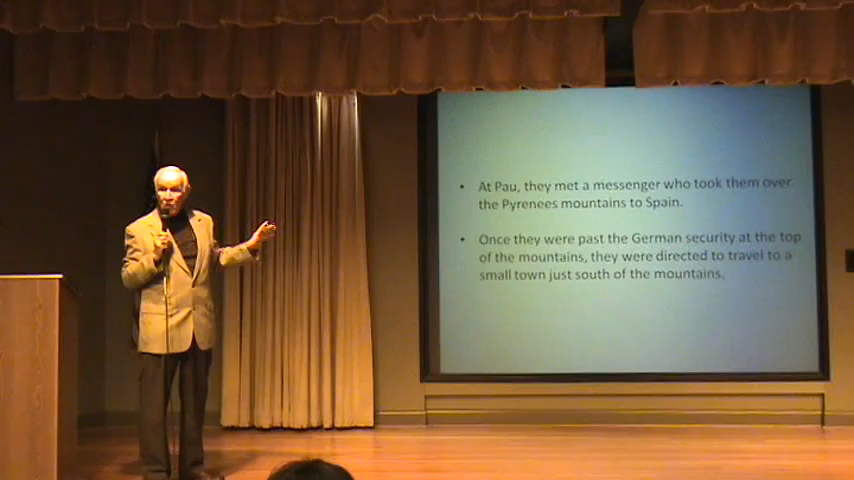 • At Pau, they met a messenger who took them over
the Pyrenees mountains to Spain.
• Once they were past the German security at the top
of the mountains, they were directed to travel to a
small town just south of the mountains.